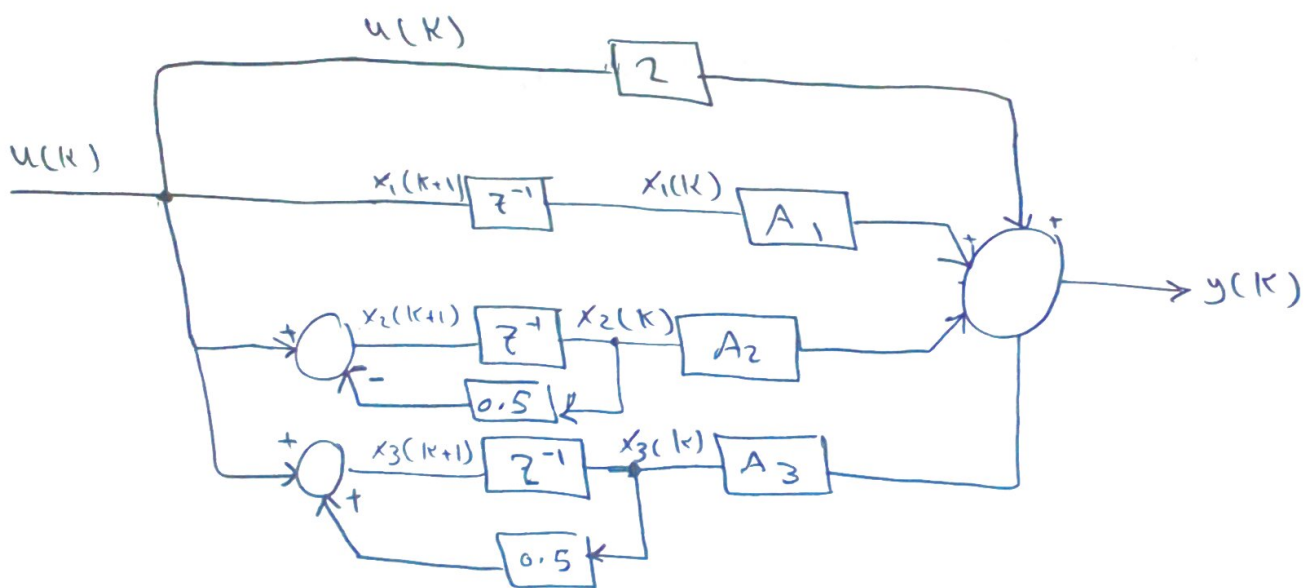 u(k)
2
u(k)
x₁(k+1)
z⁻¹
x₁(k)
A₁
+
+
y(k)
+
x₂(k+1)
z⁻¹
x₂(k)
A₂
-
0.5
+
x₃(k+1)
z⁻¹
x₃(k)
A₃
+
0.5